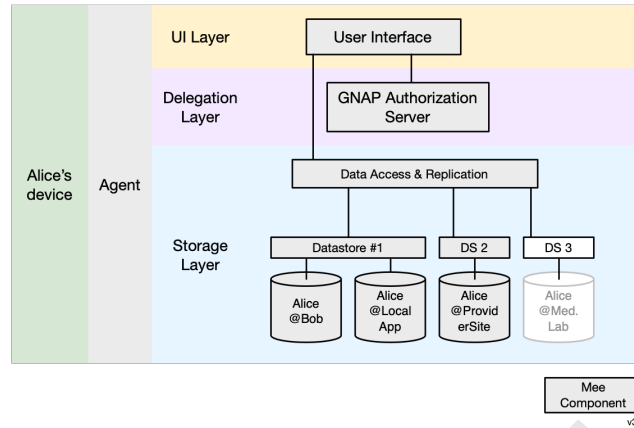 UI Layer
User Interface
Delegation
Layer
GNAP Authorization
Server
Alice's
device
Agent
Storage
Layer
Data Access & Replication
Datastore #1
DS 2
DS 3
Alice
@Bob
Alice
@Local
App
Alice
@Provid
erSite
Alice
@Med.
Lab
Mee
Component